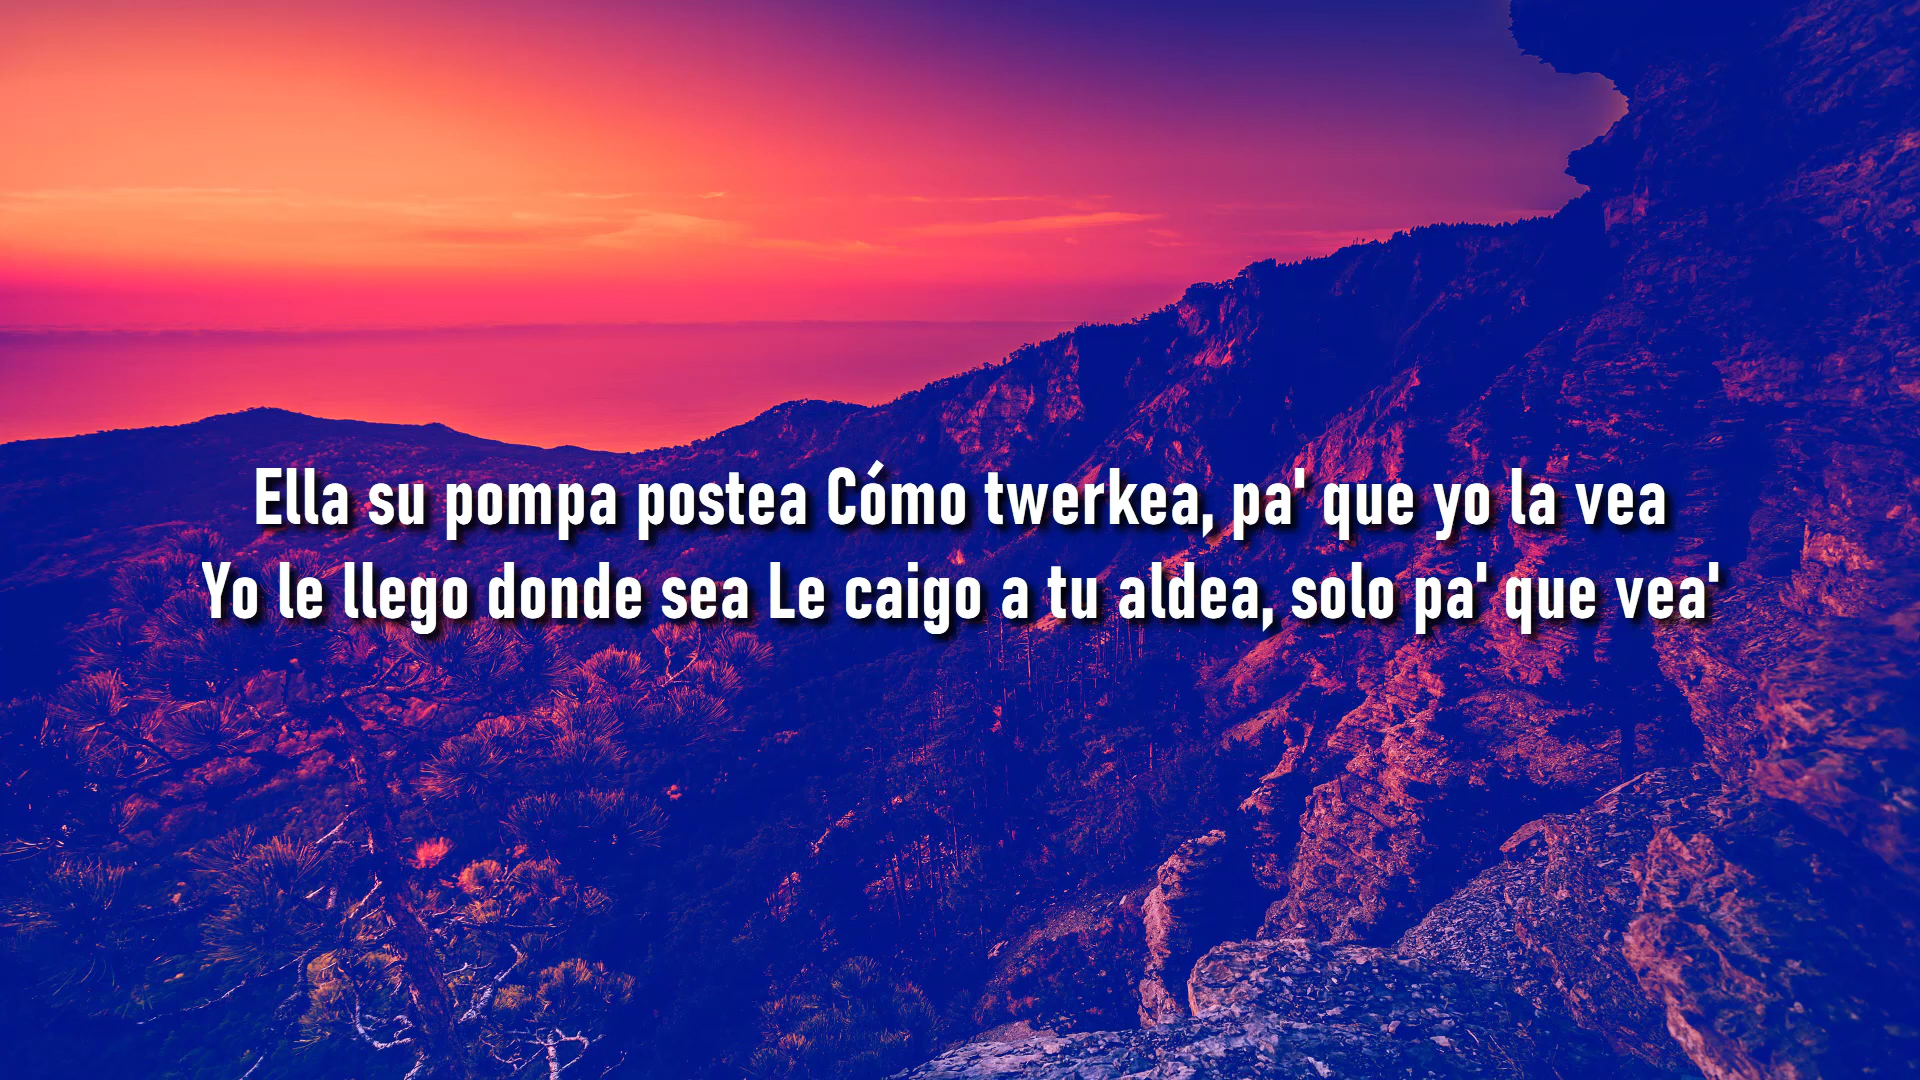 Ella su pompa postea Cómo twerkea, pa' que yo la vea
Yo le llego donde sea Le caigo a tu aldea, solo pa' que vea'